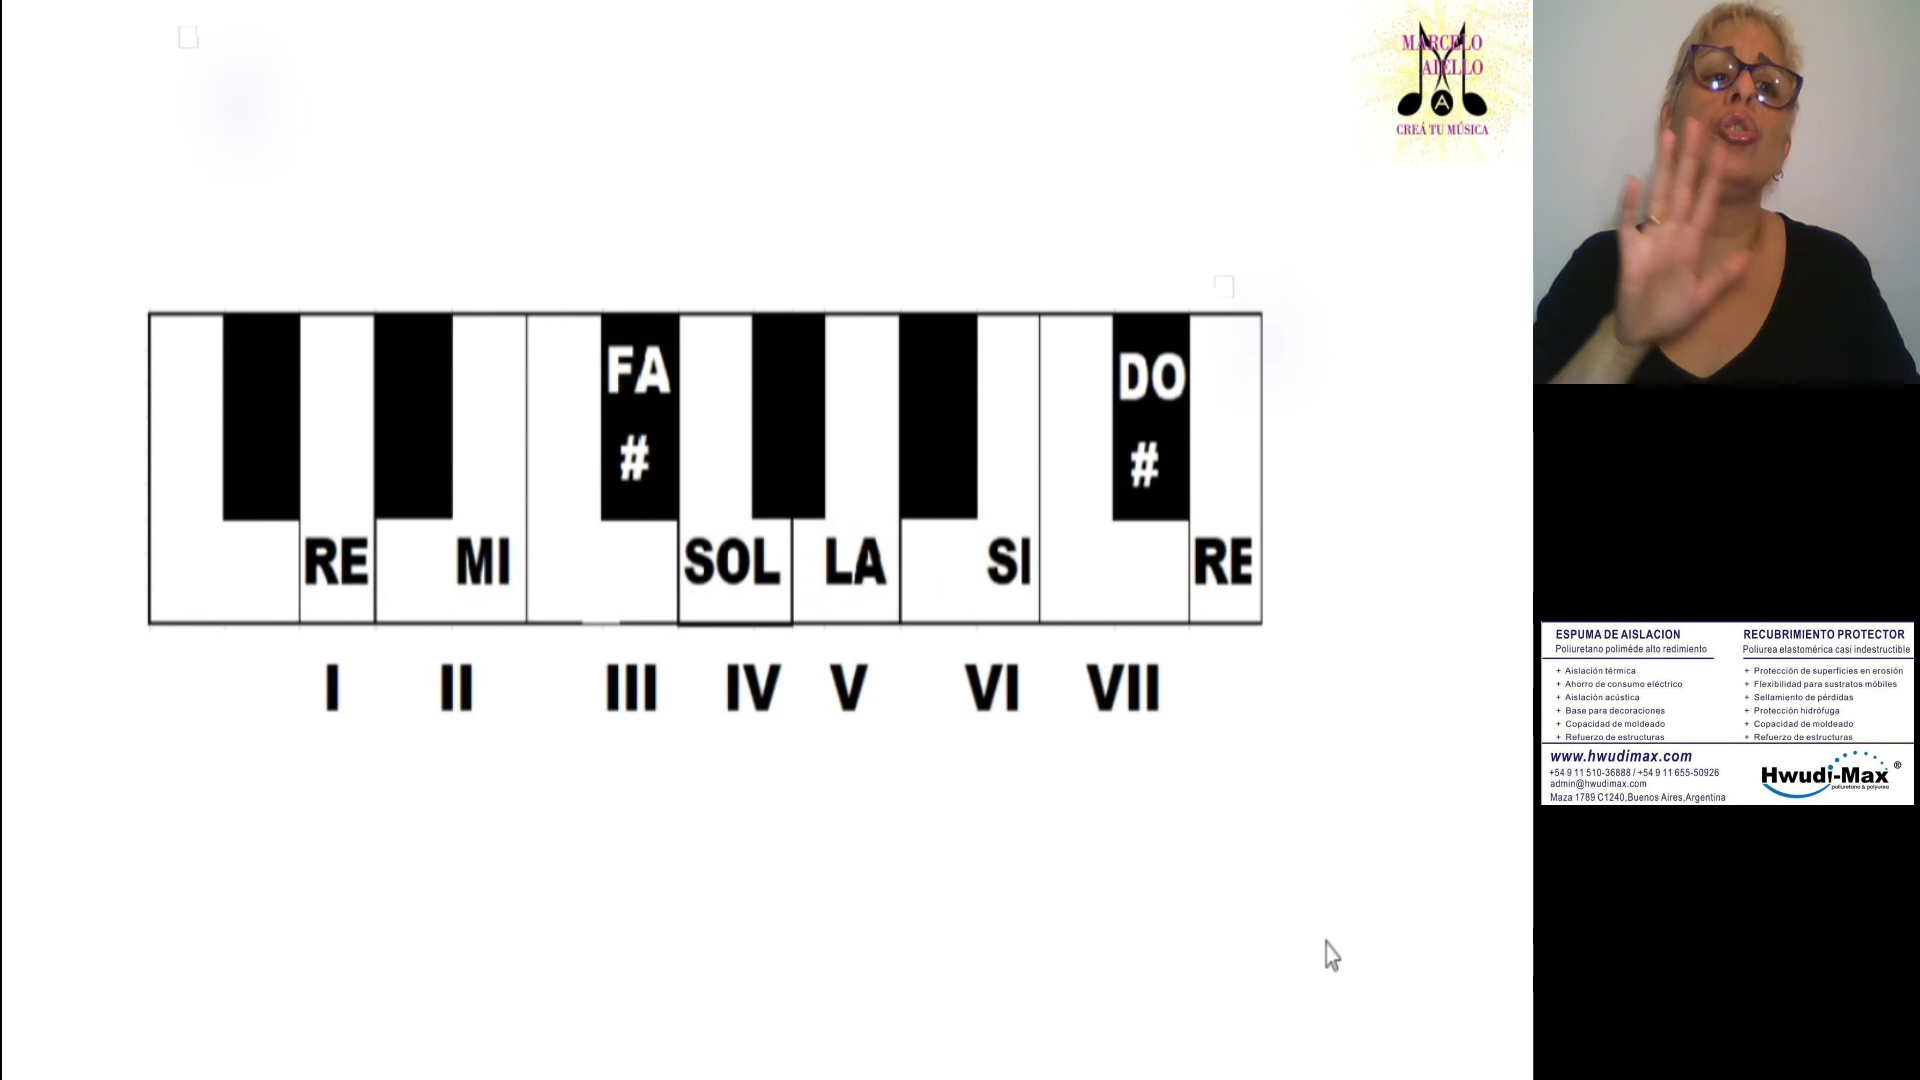 MARCELO
AIELLO
A
CREÁ TU MÚSICA
FA
#
DO
#
RE MI SOL LA SI RE
I II III IV V VI VII
ESPUMA DE AISLACION
Poliuretano poliméde alto redimiento
+ Aislación térmica
+ Ahorro de consumo eléctrico
+ Aislación acústica
+ Base para decoraciones
+ Copacidad de moldeado
+ Refuerzo de estructuras
RECUBRIMIENTO PROTECTOR
Poliurea elastomérica casi indestructible
+ Protección de superficies en erosión
+ Flexibilidad para sustratos móbiles
+ Sellamiento de pérdidas
+ Protección hidrófuga
+ Copacidad de moldeado
+ Refuerzo de estructuras
www.hwudimax.com
+54 9 11 510-36888 / +54 9 11 655-50926
admin@hwudimax.com
Maza 1789 C1240,Buenos Aires,Argentina
Hwudi-Max ®
poliuretano & polyurea